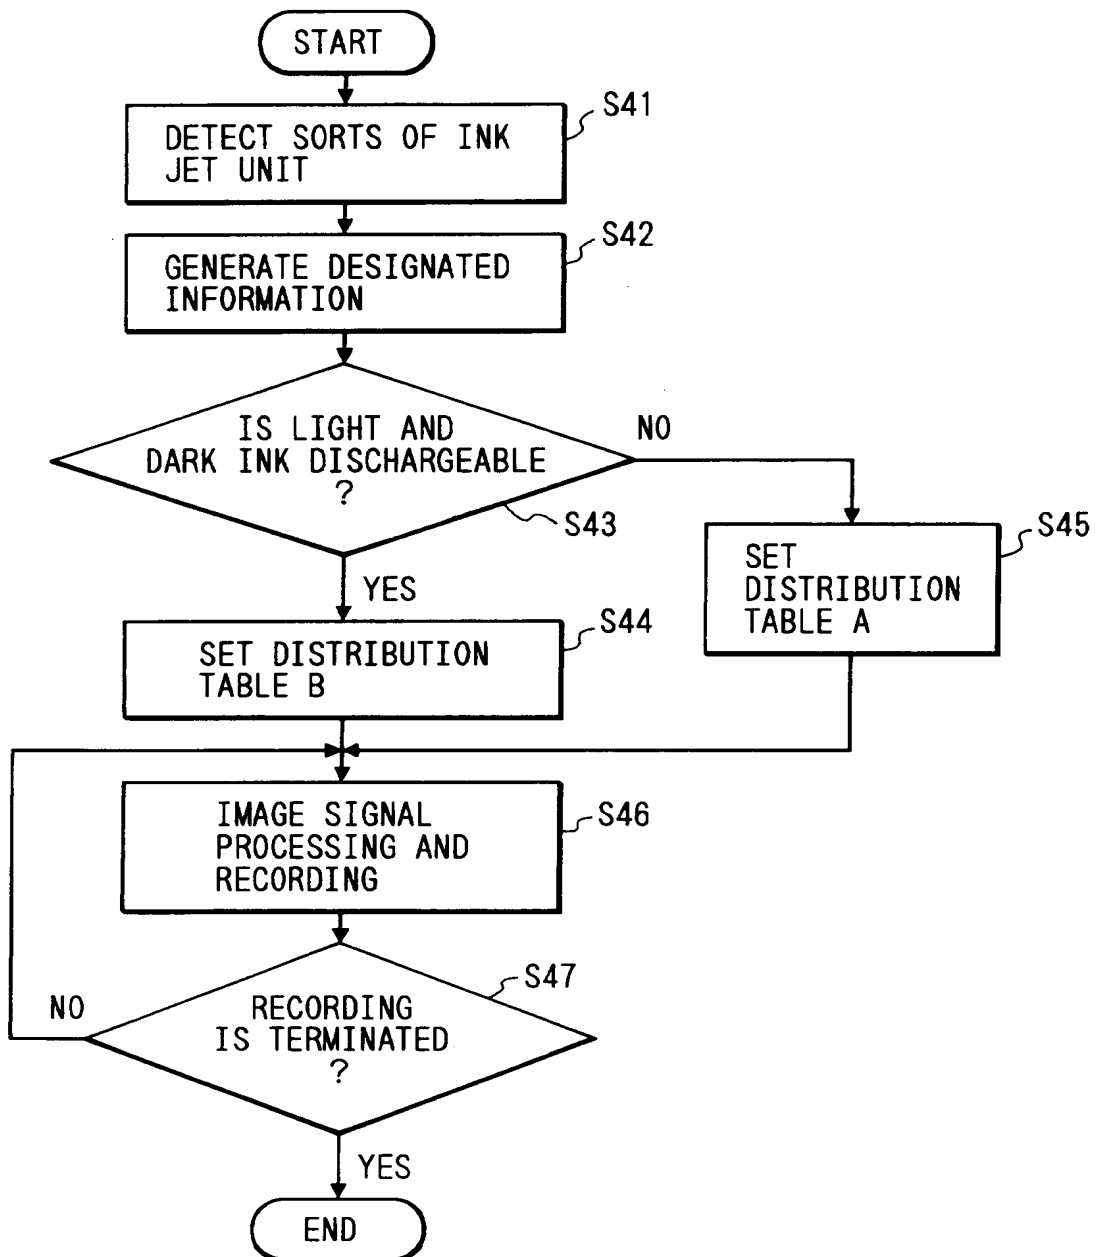 START
S41
DETECT SORTS OF INK
JET UNIT
S42
GENERATE DESIGNATED
INFORMATION
IS LIGHT AND
DARK INK DISCHARGEABLE
?
NO
S43
YES
S45
SET
DISTRIBUTION
TABLE A
S44
SET DISTRIBUTION
TABLE B
S46
IMAGE SIGNAL
PROCESSING AND
RECORDING
S47
RECORDING
IS TERMINATED
?
NO
YES
END